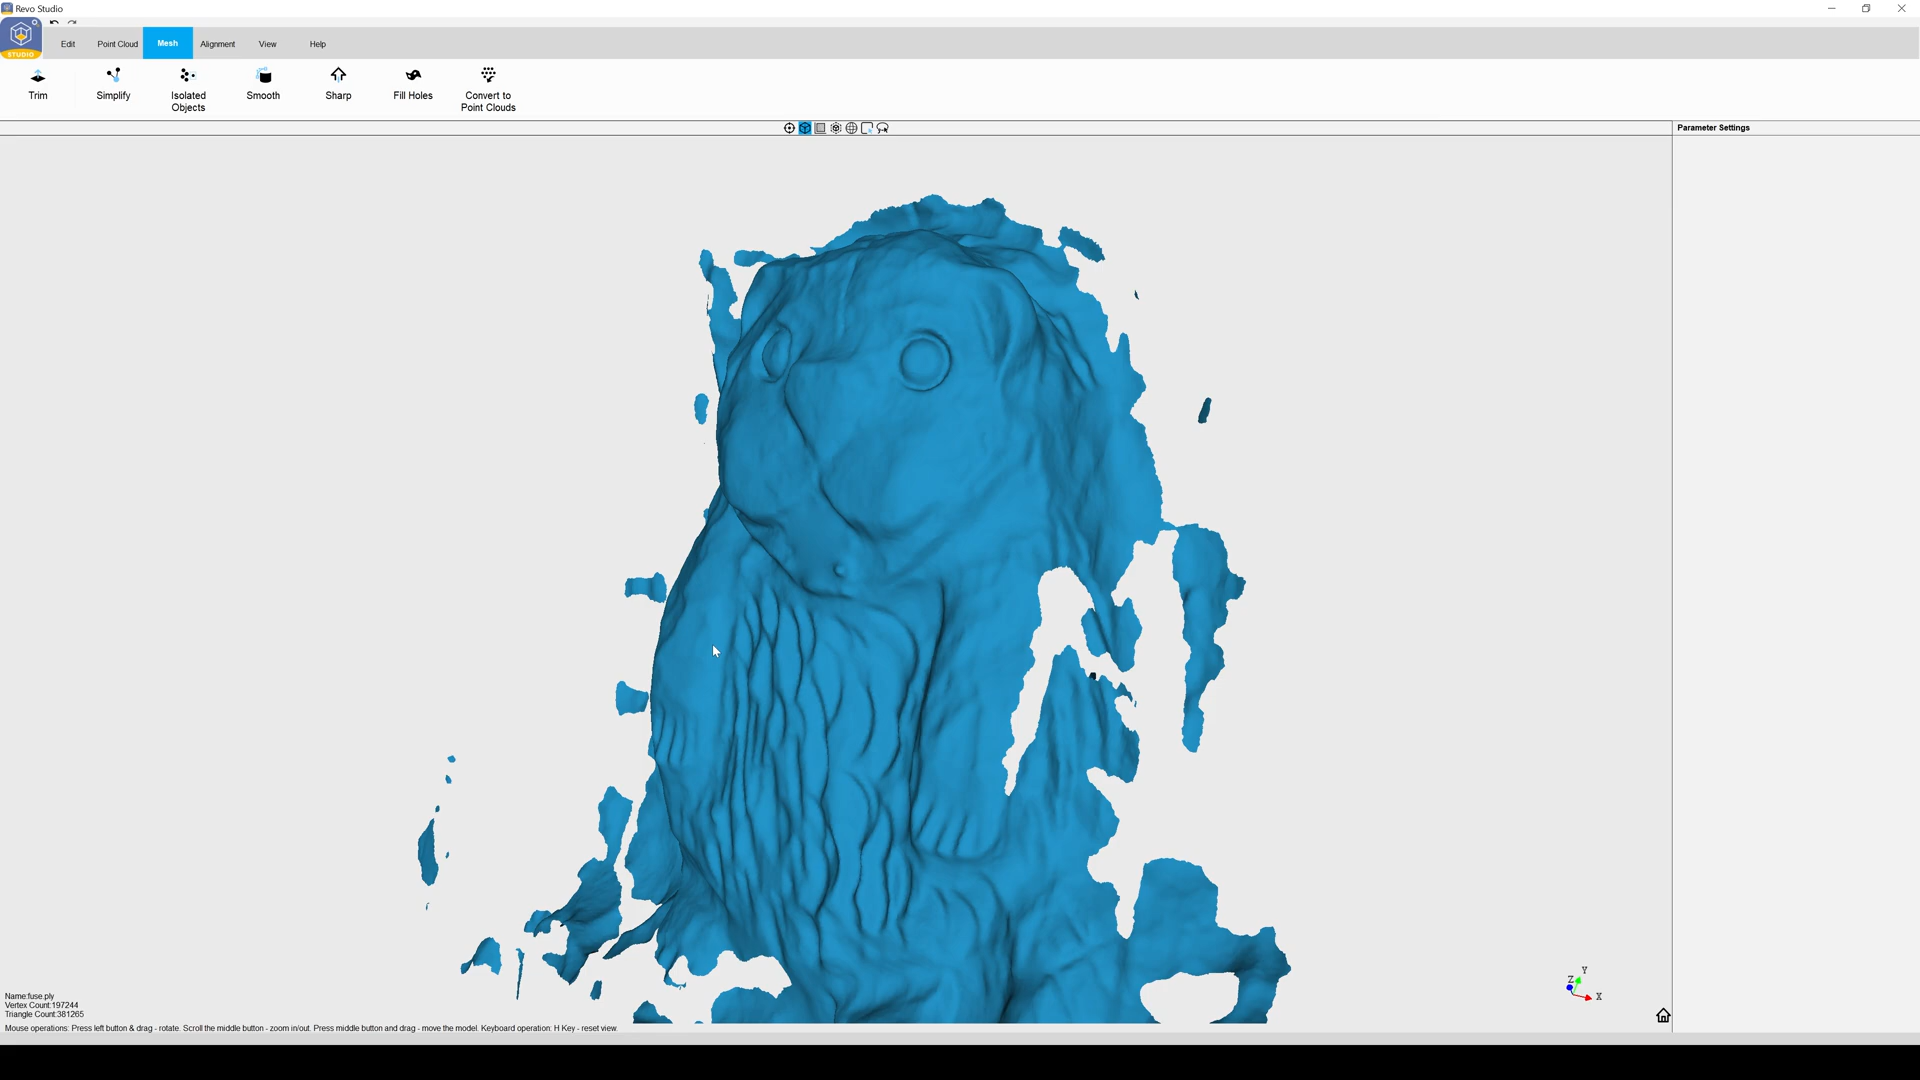 Revo Studio
STUDIO
Edit Point Cloud Mesh Alignment View Help
Trim Simplify Isolated Objects Smooth Sharp Fill Holes Convert to Point Clouds
Parameter Settings
Y
Z
X
Name:fuse.ply
Vertex Count:197244
Triangle Count:381265
Mouse operations: Press left button & drag - rotate. Scroll the middle button - zoom in/out. Press middle button and drag - move the model. Keyboard operation: H Key - reset view.